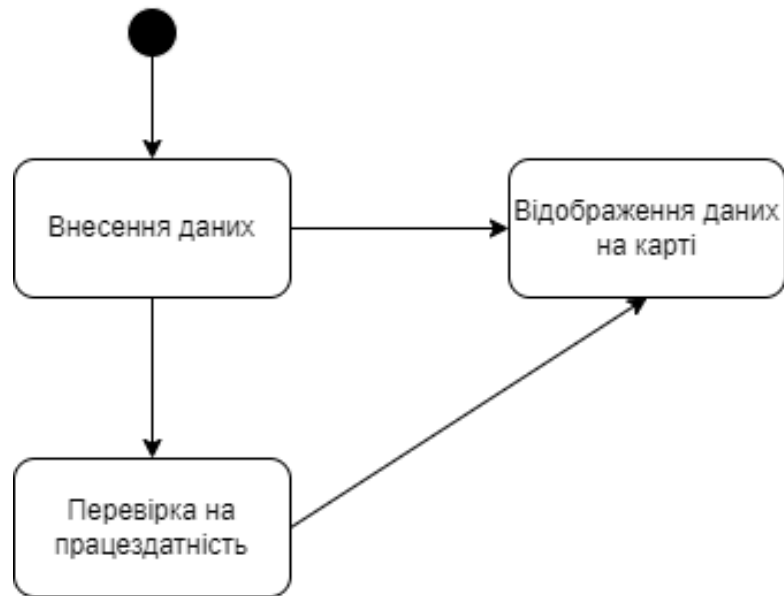 Внесення даних
Відображення даних
на карті
Перевірка на
працездатність